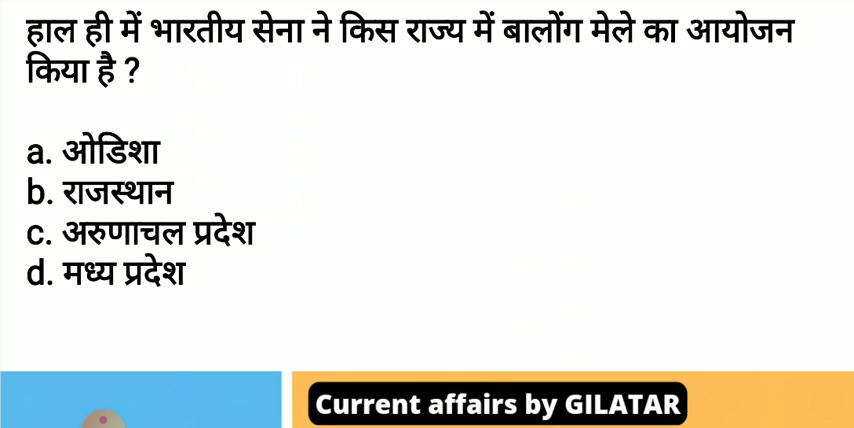 हाल ही में भारतीय सेना ने किस राज्य में बालोंग मेले का आयोजन
किया है ?
a. ओडिशा
b. राजस्थान
c. अरुणाचल प्रदेश
d. मध्य प्रदेश
Current affairs by GILATAR